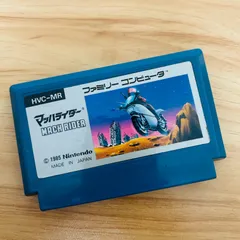 HVC-MR
ファミリー コンピュータ
マッハライダー
MACH RIDER
© 1985 Nintendo
MADE IN JAPAN